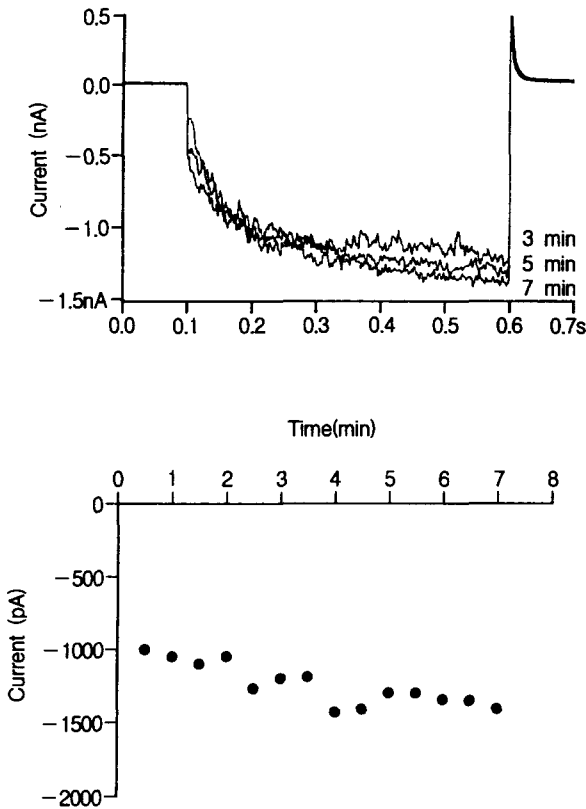 0.5
0.0
−0.5
−1.0
−1.5nA
Current (nA)
3 min
5 min
7 min
0.0 0.1 0.2 0.3 0.4 0.5 0.6 0.7s
Time(min)
0 1 2 3 4 5 6 7 8
0
−500
−1000
−1500
−2000
Current (pA)